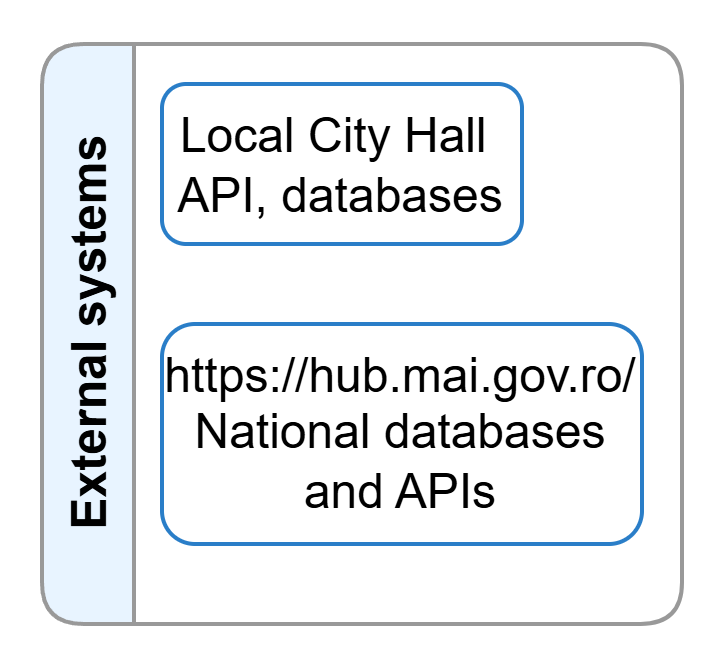 External systems
Local City Hall
API, databases
https://hub.mai.gov.ro/
National databases
and APIs